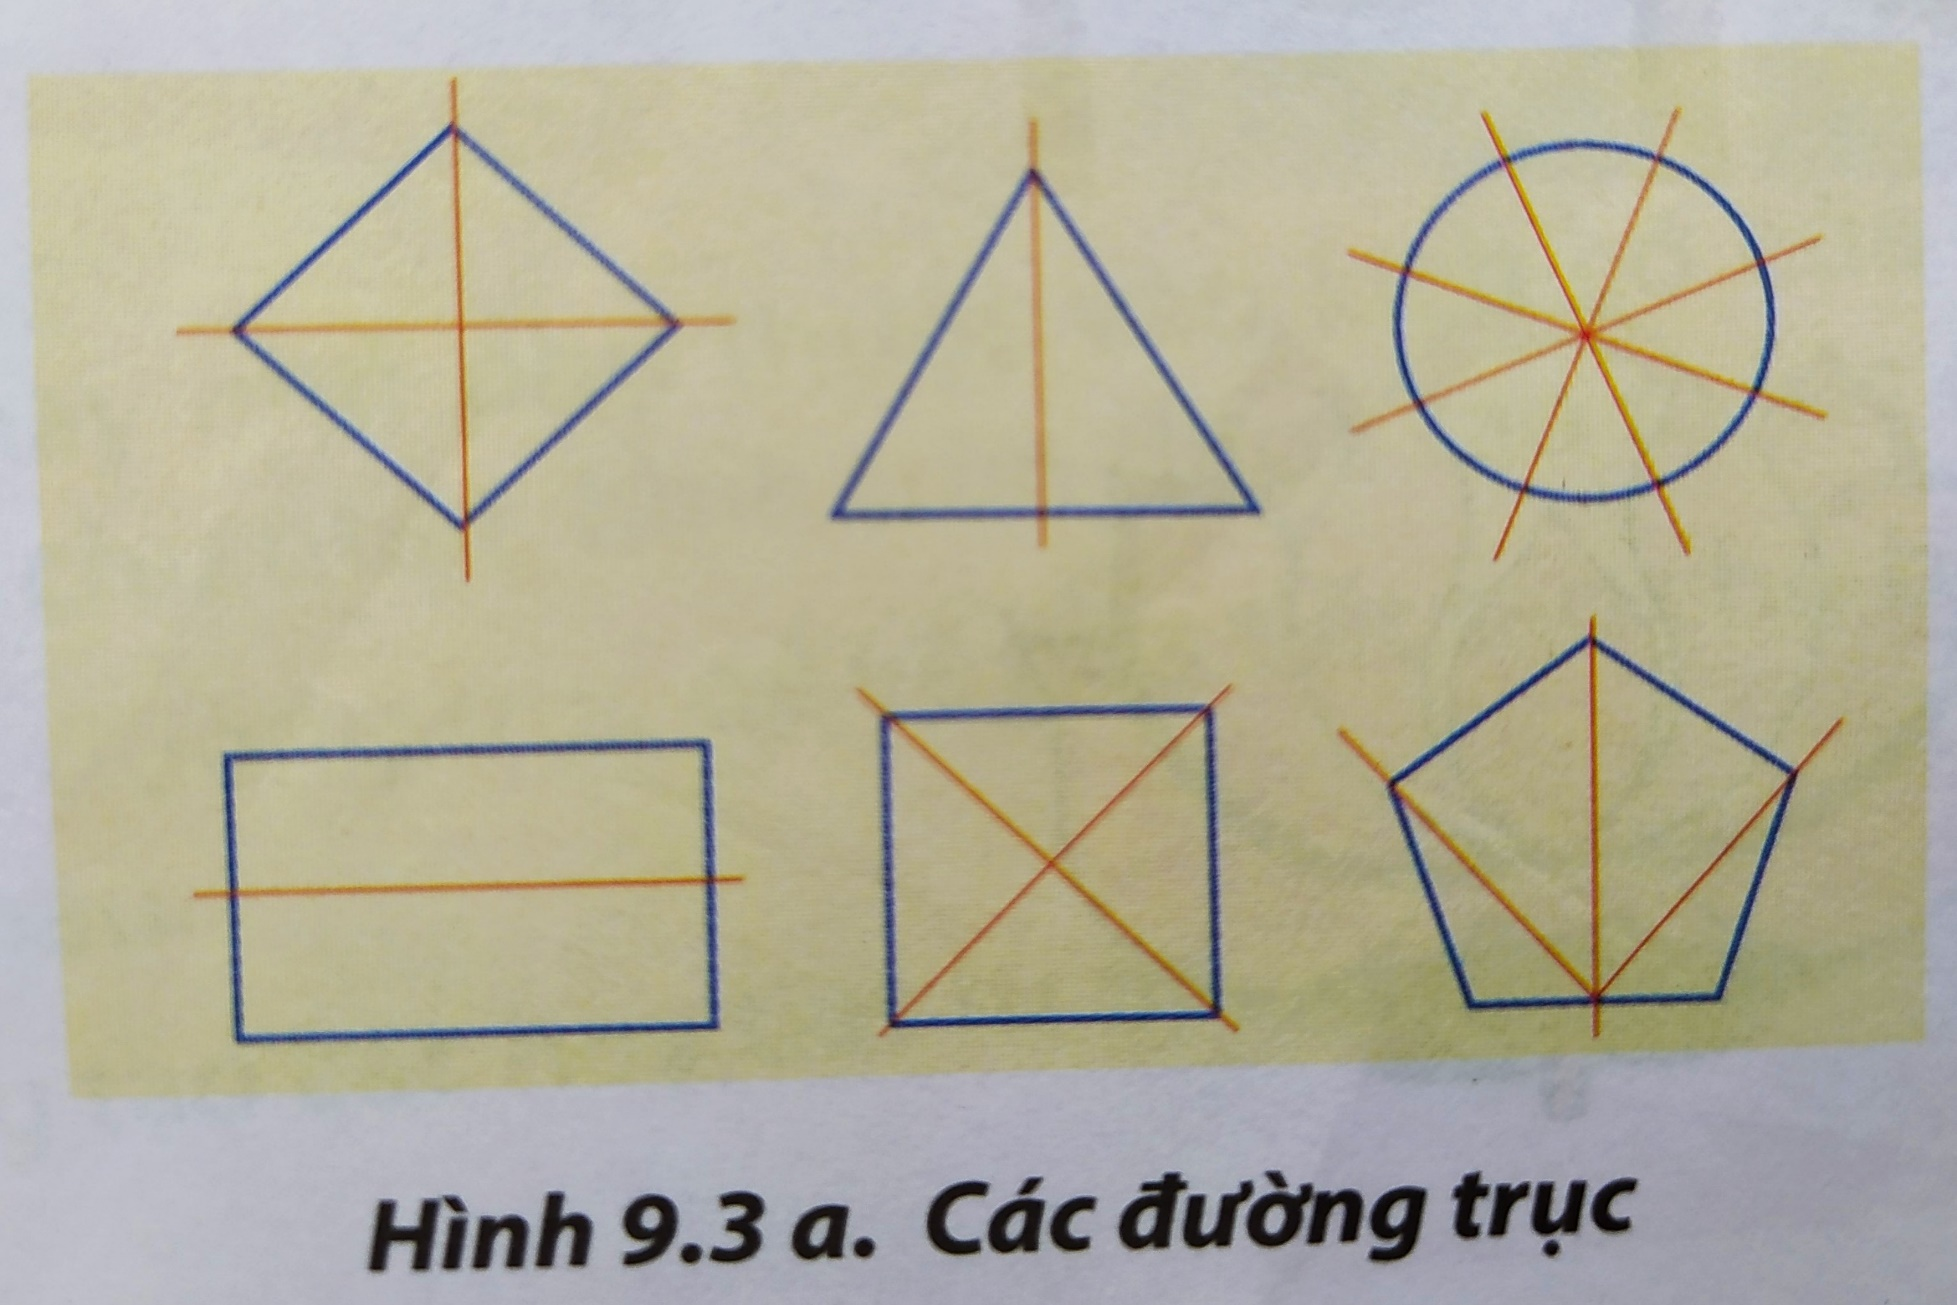 Hình 9.3 a. Các đường trục